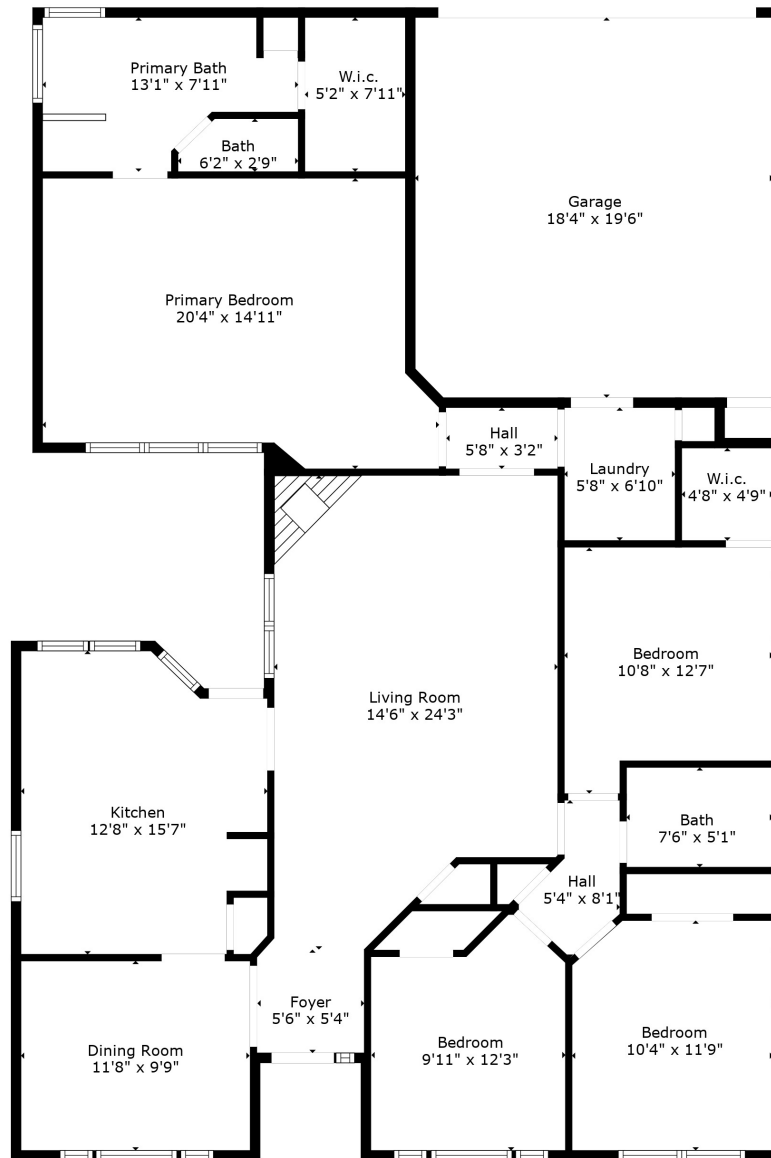 Primary Bath
13'1" x 7'11"
W.i.c.
5'2" x 7'11"
Bath
6'2" x 2'9"
Garage
18'4" x 19'6"
Primary Bedroom
20'4" x 14'11"
Hall
5'8" x 3'2"
Laundry
5'8" x 6'10"
W.i.c.
4'8" x 4'9"
Bedroom
10'8" x 12'7"
Living Room
14'6" x 24'3"
Kitchen
12'8" x 15'7"
Bath
7'6" x 5'1"
Hall
5'4" x 8'1"
Foyer
5'6" x 5'4"
Dining Room
11'8" x 9'9"
Bedroom
9'11" x 12'3"
Bedroom
10'4" x 11'9"